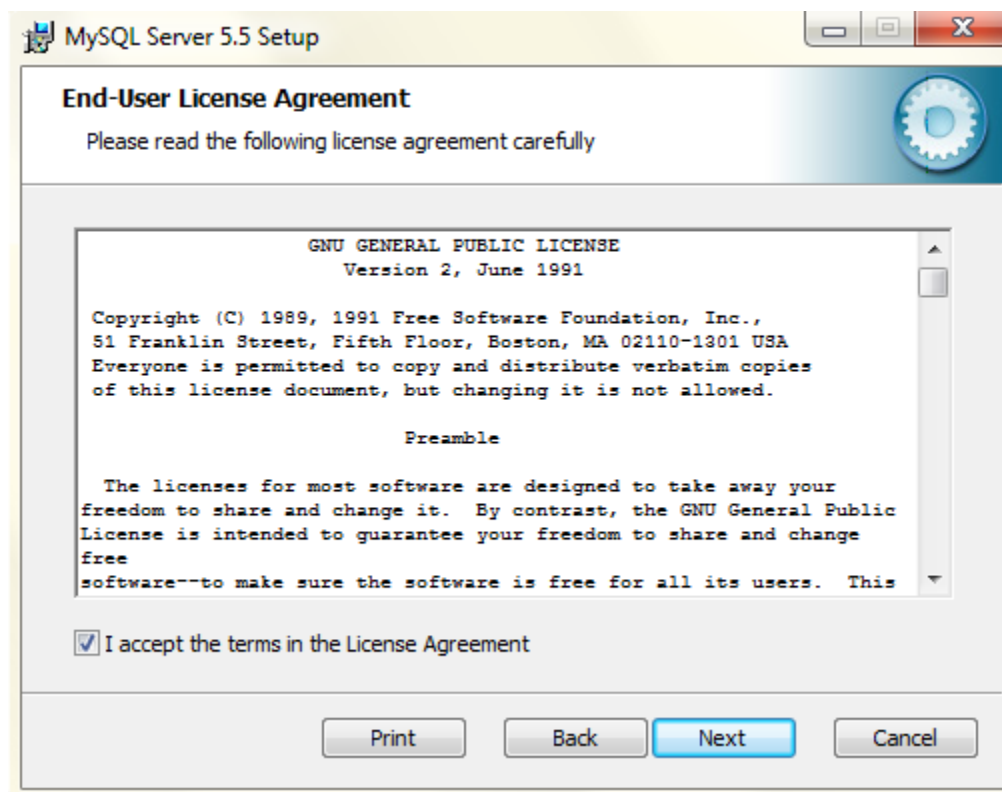 MySQL Server 5.5 Setup
End-User License Agreement
Please read the following license agreement carefully
GNU GENERAL PUBLIC LICENSE
Version 2, June 1991
Copyright (C) 1989, 1991 Free Software Foundation, Inc.,
51 Franklin Street, Fifth Floor, Boston, MA 02110-1301 USA
Everyone is permitted to copy and distribute verbatim copies
of this license document, but changing it is not allowed.
Preamble
The licenses for most software are designed to take away your
freedom to share and change it.  By contrast, the GNU General Public
License is intended to guarantee your freedom to share and change
free
software--to make sure the software is free for all its users.  This
I accept the terms in the License Agreement
Print Back Next Cancel